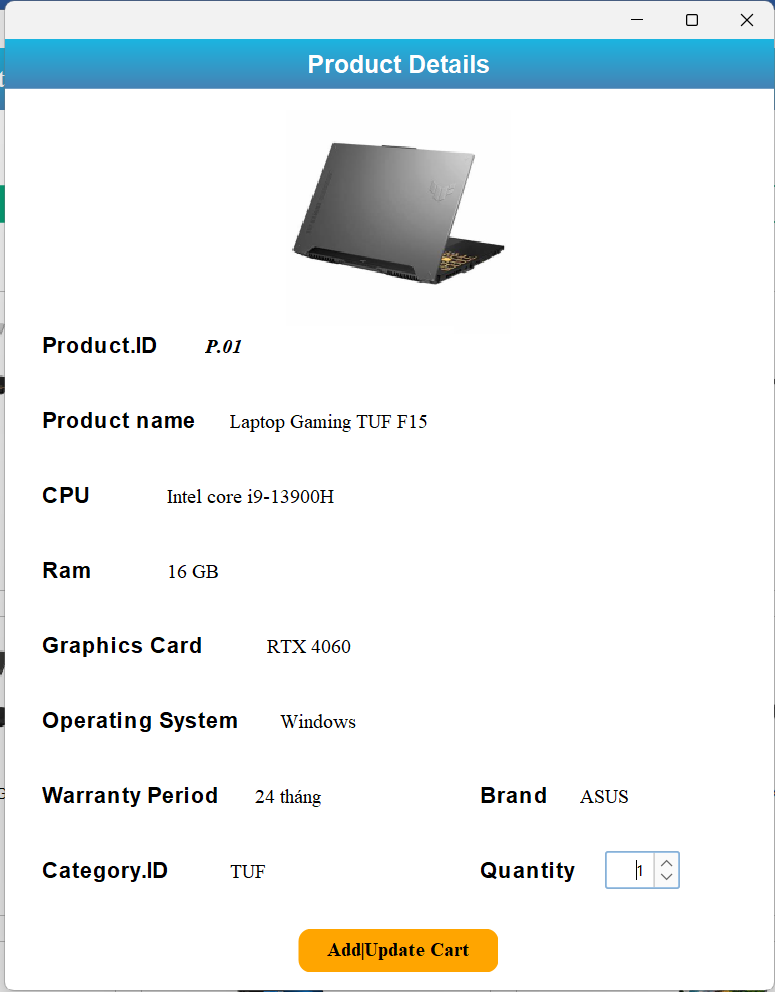 Product Details
Product.ID P.01
Product name Laptop Gaming TUF F15
CPU Intel core i9-13900H
Ram 16 GB
Graphics Card RTX 4060
Operating System Windows
Warranty Period 24 tháng Brand ASUS
Category.ID TUF Quantity 1
Add|Update Cart